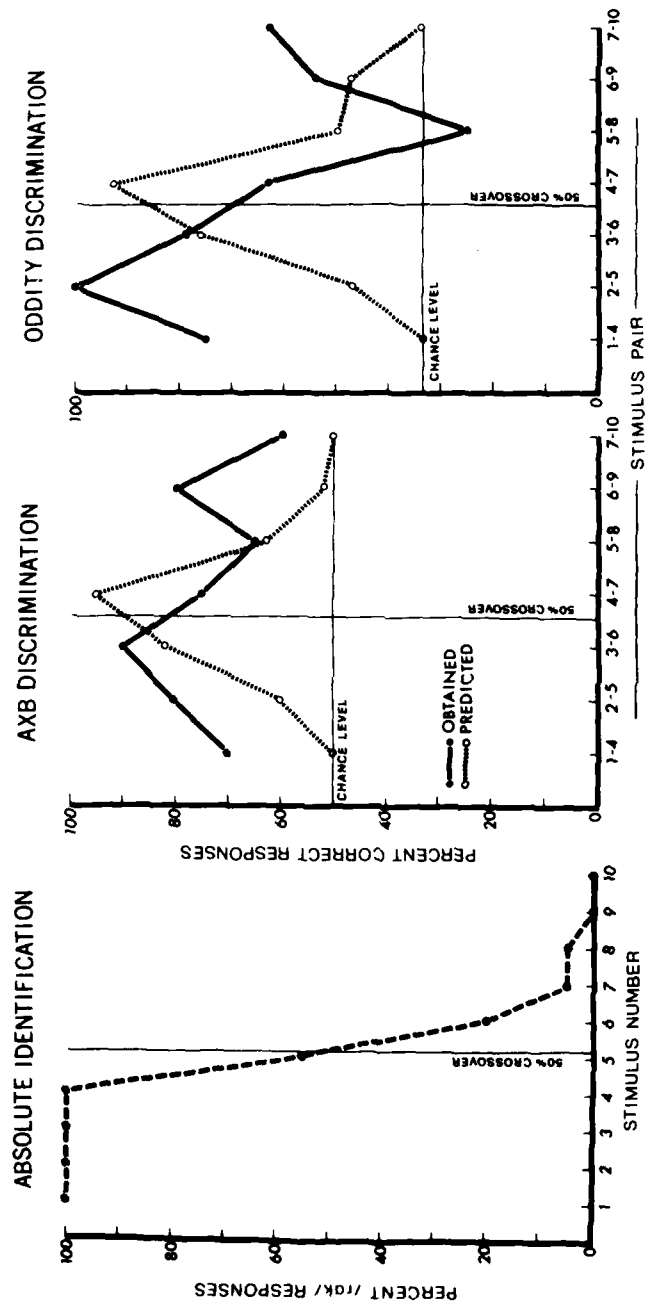 ABSOLUTE IDENTIFICATION
PERCENT /rak/ RESPONSES
100
80
60
40
20
0
50% CROSSOVER
1 2 3 4 5 6 7 8 9 10
STIMULUS NUMBER
AXB DISCRIMINATION
PERCENT CORRECT RESPONSES
100
80
60
40
20
0
CHANCE LEVEL
OBTAINED
PREDICTED
50% CROSSOVER
1-4 2-5 3-6 4-7 5-8 6-9 7-10
ODDITY DISCRIMINATION
100
80
60
40
20
0
CHANCE LEVEL
50% CROSSOVER
1-4 2-5 3-6 4-7 5-8 6-9 7-10
STIMULUS PAIR